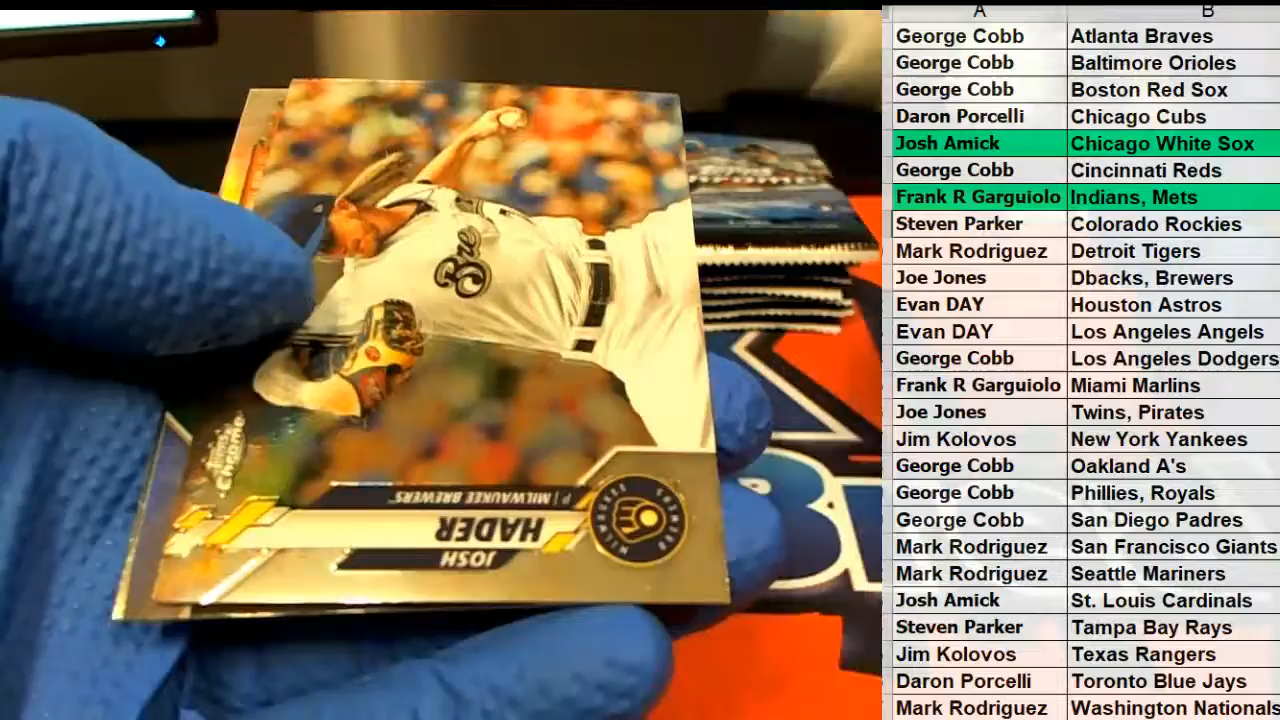 JOSH
HADER
P | MILWAUKEE BREWERS
Topps Chrome
MILWAUKEE BREWERS
Bre
A B
George Cobb Atlanta Braves
George Cobb Baltimore Orioles
George Cobb Boston Red Sox
Daron Porcelli Chicago Cubs
Josh Amick Chicago White Sox
George Cobb Cincinnati Reds
Frank R Garguiolo Indians, Mets
Steven Parker Colorado Rockies
Mark Rodriguez Detroit Tigers
Joe Jones Dbacks, Brewers
Evan DAY Houston Astros
Evan DAY Los Angeles Angels
George Cobb Los Angeles Dodgers
Frank R Garguiolo Miami Marlins
Joe Jones Twins, Pirates
Jim Kolovos New York Yankees
George Cobb Oakland A's
George Cobb Phillies, Royals
George Cobb San Diego Padres
Mark Rodriguez San Francisco Giants
Mark Rodriguez Seattle Mariners
Josh Amick St. Louis Cardinals
Steven Parker Tampa Bay Rays
Jim Kolovos Texas Rangers
Daron Porcelli Toronto Blue Jays
Mark Rodriguez Washington Nationals